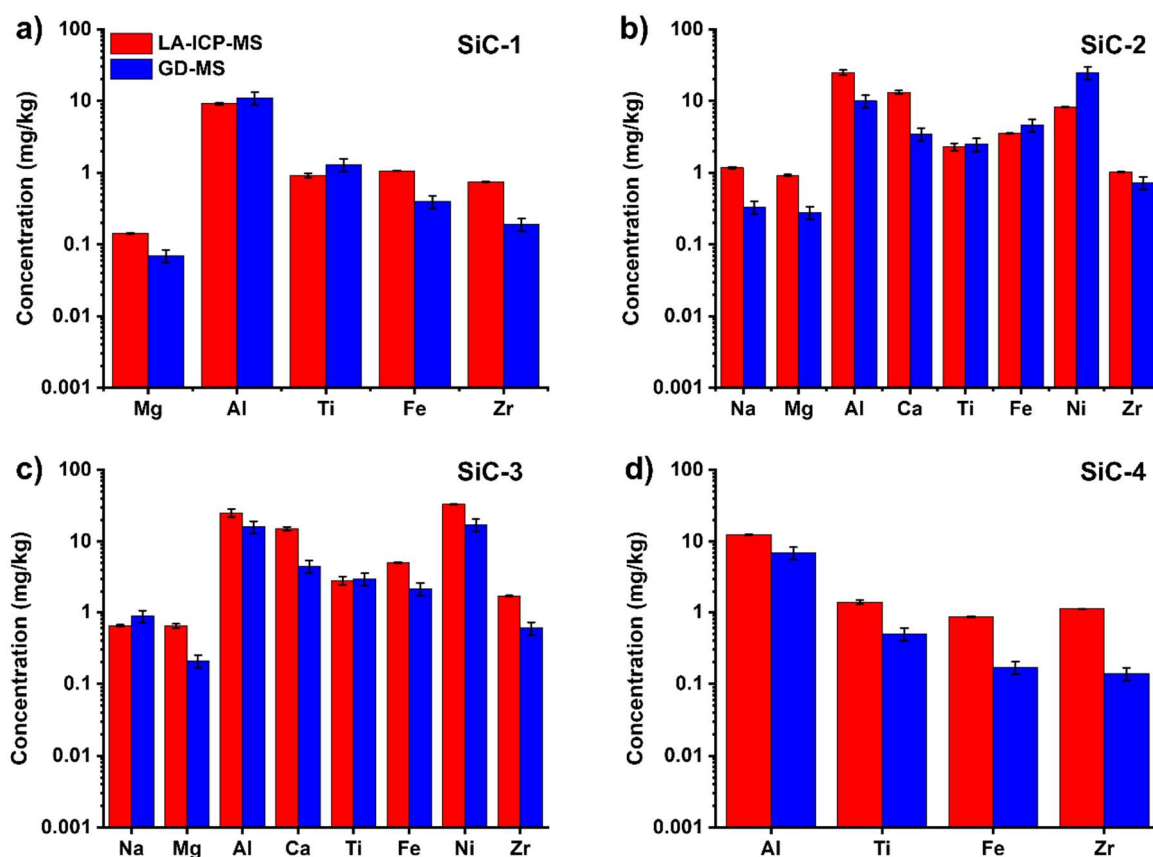 a)
SiC-1
LA-ICP-MS
GD-MS
Concentration (mg/kg)
100
10
1
0.1
0.01
0.001
Mg Al Ti Fe Zr
b)
SiC-2
Concentration (mg/kg)
100
10
1
0.1
0.01
0.001
Na Mg Al Ca Ti Fe Ni Zr
c)
SiC-3
Concentration (mg/kg)
100
10
1
0.1
0.01
0.001
Na Mg Al Ca Ti Fe Ni Zr
d)
SiC-4
Concentration (mg/kg)
100
10
1
0.1
0.01
0.001
Al Ti Fe Zr